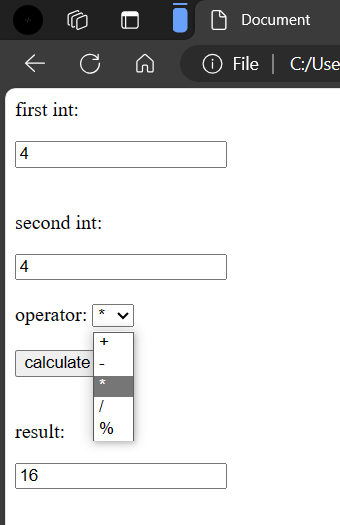 Document
File | C:/Use
first int:
4
second int:
4
operator: *
+
-
calculate *
/
%
result:
16